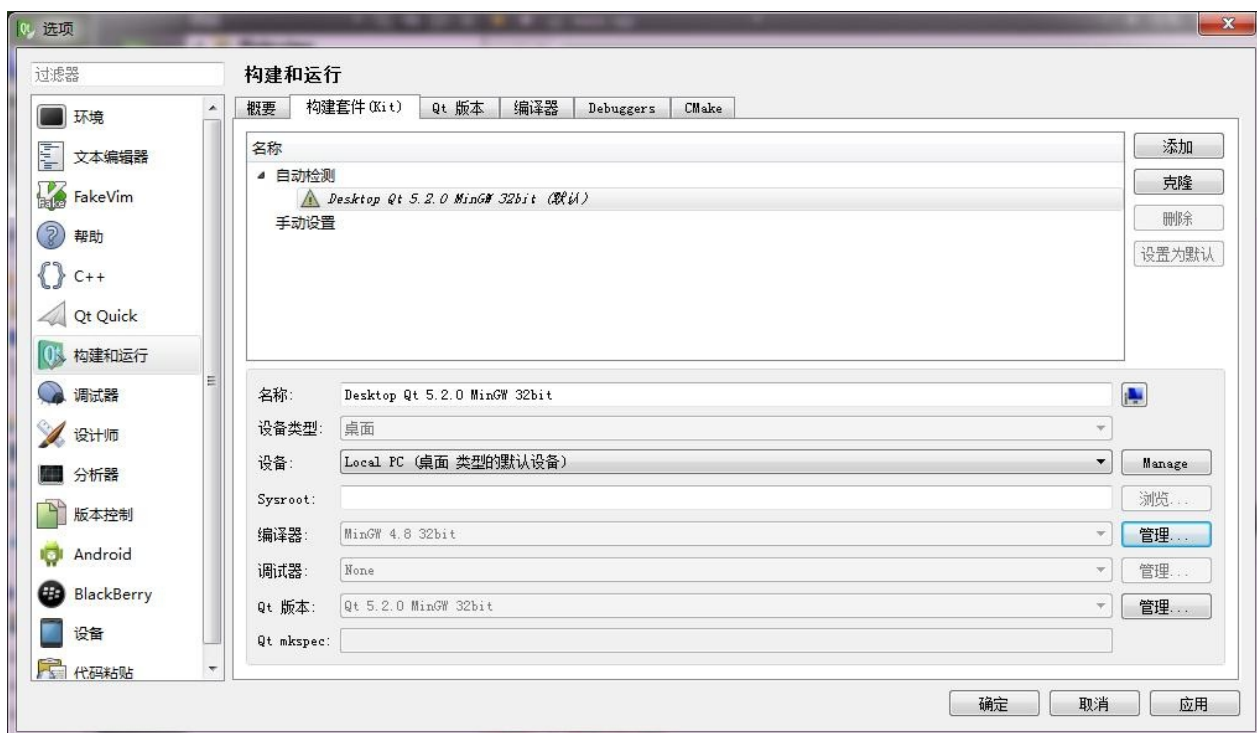 选项
过滤器
环境
文本编辑器
FakeVim
帮助
C++
Qt Quick
构建和运行
调试器
设计师
分析器
版本控制
Android
BlackBerry
设备
代码粘贴
构建和运行
概要 构建套件(Kit) Qt 版本 编译器 Debuggers CMake
名称
自动检测
Desktop Qt 5.2.0 MinGW 32bit (默认)
手动设置
添加
克隆
删除
设置为默认
名称: Desktop Qt 5.2.0 MinGW 32bit
设备类型: 桌面
设备: Local PC (桌面 类型的默认设备) Manage
Sysroot: 浏览...
编译器: MinGW 4.8 32bit 管理...
调试器: None 管理...
Qt 版本: Qt 5.2.0 MinGW 32bit 管理...
Qt mkspec:
确定 取消 应用